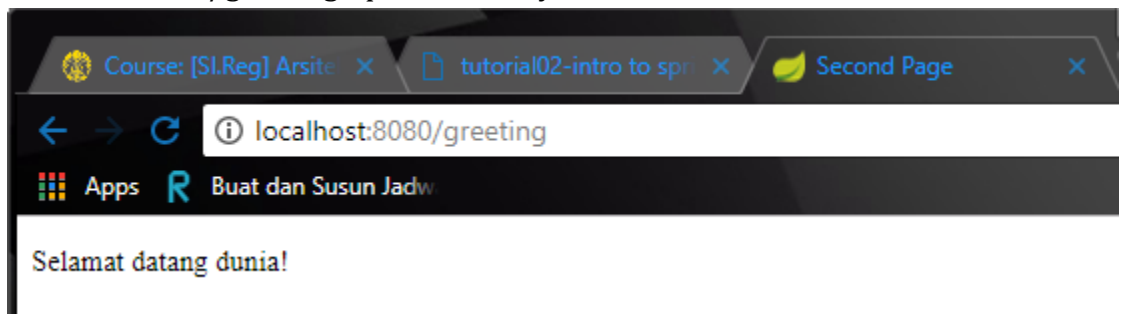 Course: [SI.Reg] Arsite
tutorial02-intro to spri
Second Page
localhost:8080/greeting
Apps
Buat dan Susun Jadw
Selamat datang dunia!